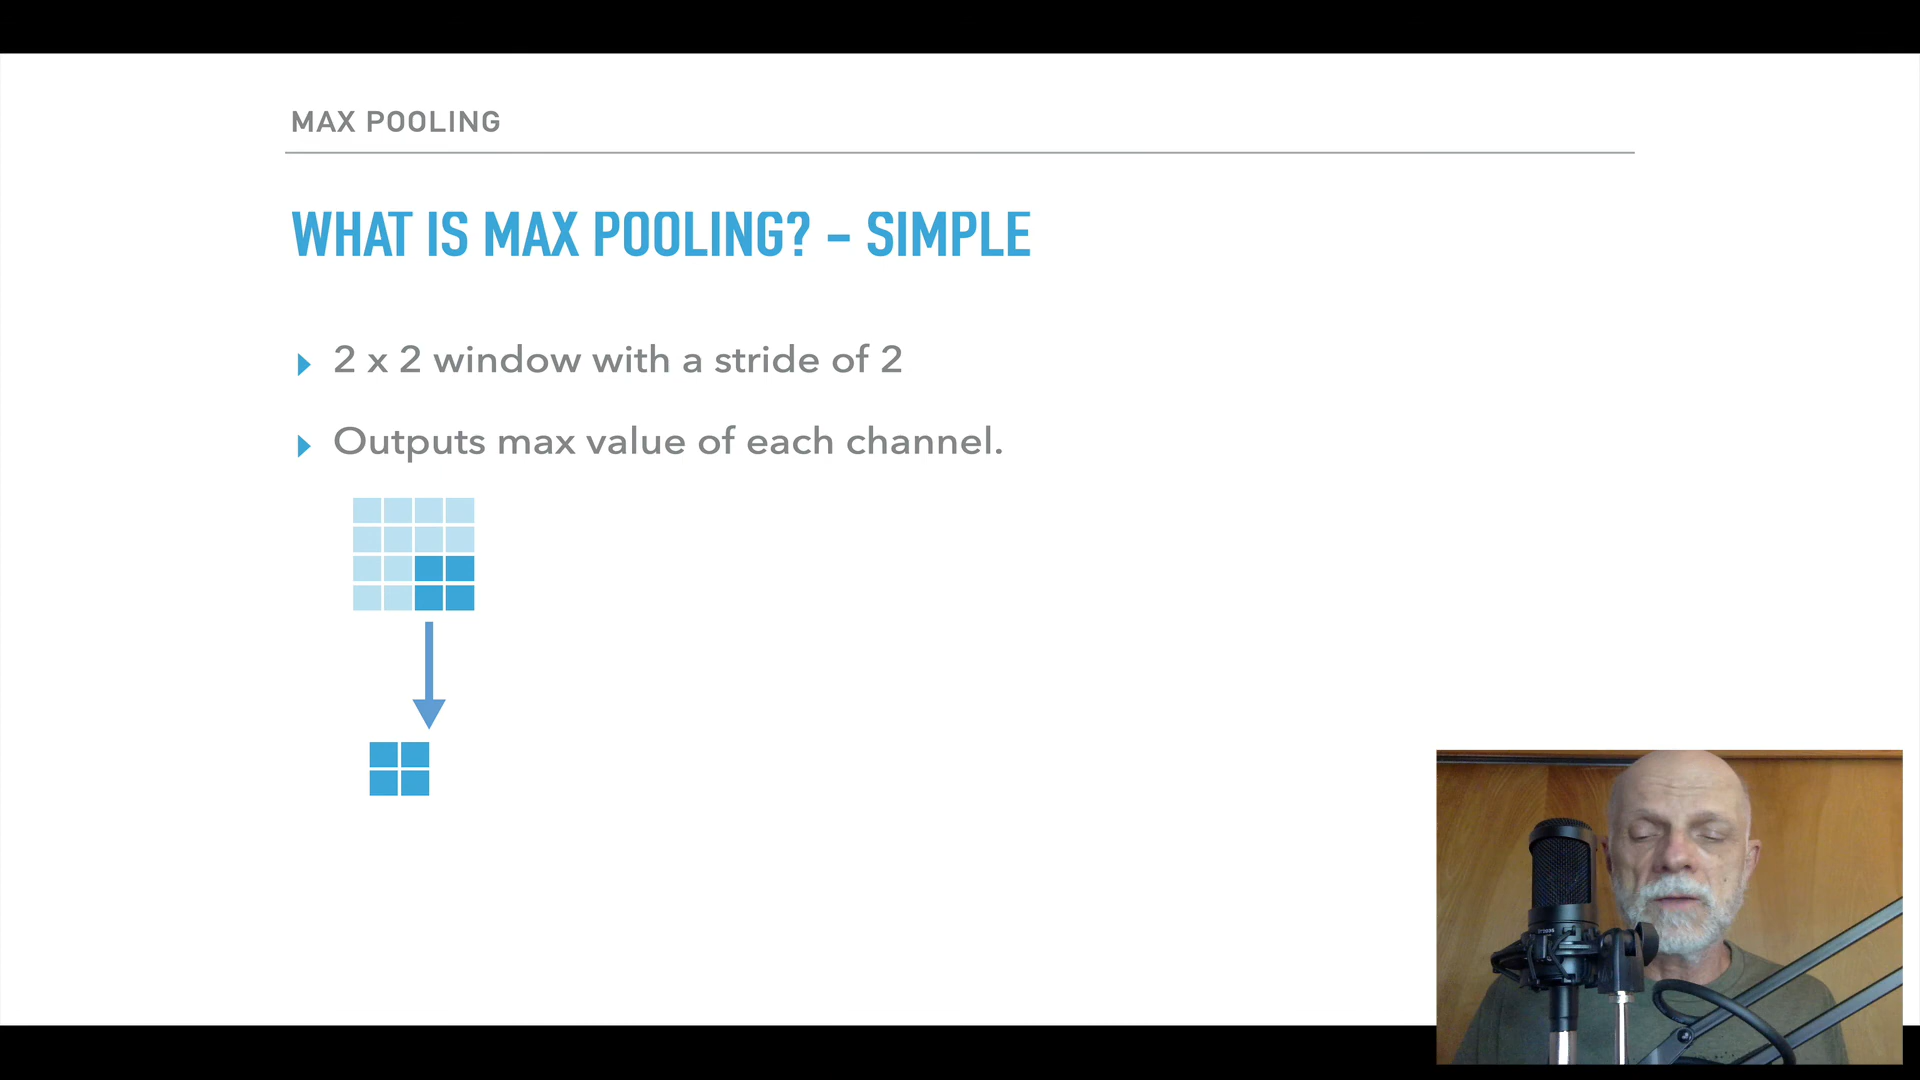 MAX POOLING
WHAT IS MAX POOLING? – SIMPLE
2 x 2 window with a stride of 2
Outputs max value of each channel.